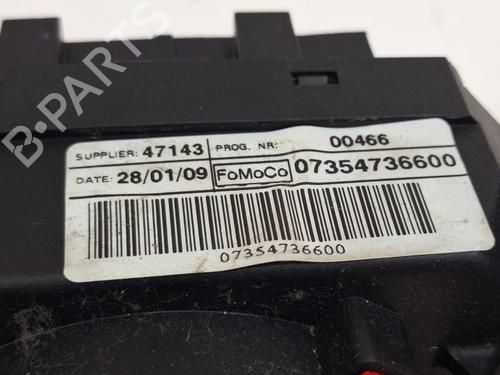 B-PARTS
SUPPLIER: 47143 PROG. NR: 00466
DATE: 28/01/09 FoMoCo 07354736600
07354736600